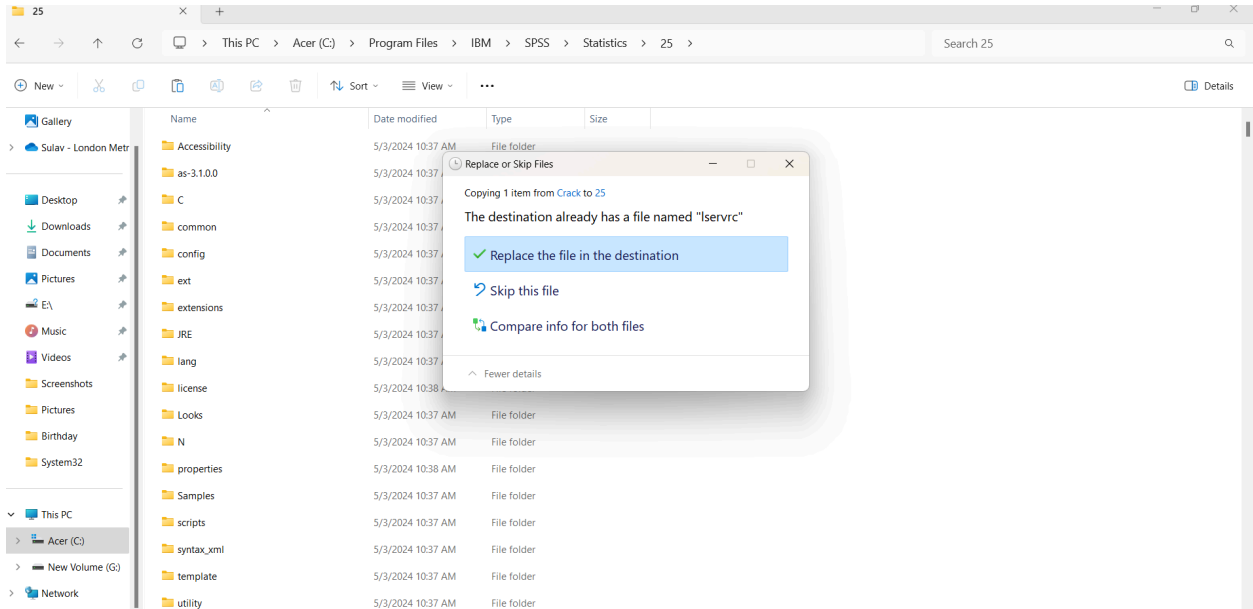 25
This PC > Acer (C:) > Program Files > IBM > SPSS > Statistics > 25 >
Search 25
New Sort View ... Details
Name Date modified Type Size
Gallery
Sulav - London Metr
Desktop
Downloads
Documents
Pictures
E:\
Music
Videos
Screenshots
Pictures
Birthday
System32
This PC
Acer (C:)
New Volume (G:)
Network
Accessibility 5/3/2024 10:37 AM File folder
as-3.1.0.0 5/3/2024 10:37
C 5/3/2024 10:37
common 5/3/2024 10:37
config 5/3/2024 10:37
ext 5/3/2024 10:37
extensions 5/3/2024 10:37
JRE 5/3/2024 10:37
lang 5/3/2024 10:37
license 5/3/2024 10:38
Looks 5/3/2024 10:37 AM File folder
N 5/3/2024 10:37 AM File folder
properties 5/3/2024 10:38 AM File folder
Samples 5/3/2024 10:37 AM File folder
scripts 5/3/2024 10:37 AM File folder
syntax_xml 5/3/2024 10:37 AM File folder
template 5/3/2024 10:37 AM File folder
utility 5/3/2024 10:37 AM File folder
Replace or Skip Files
Copying 1 item from Crack to 25
The destination already has a file named "lservrc"
Replace the file in the destination
Skip this file
Compare info for both files
Fewer details